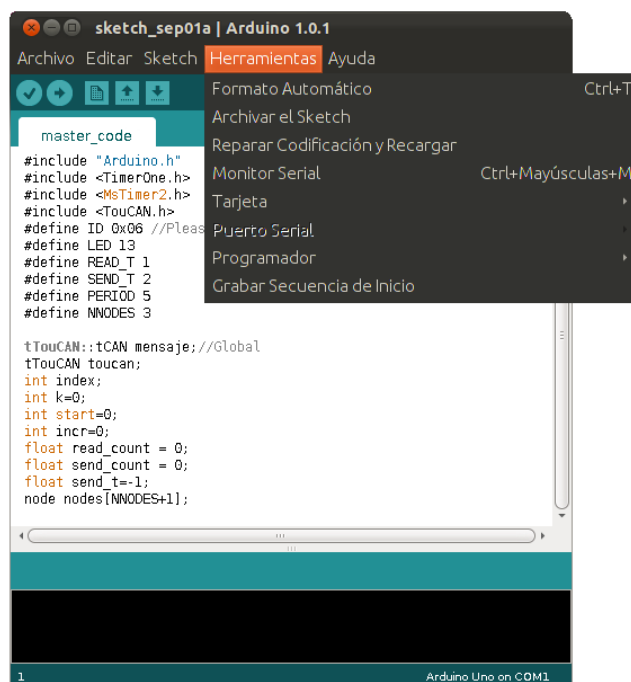 sketch_sep01a | Arduino 1.0.1
Archivo Editar Sketch Herramientas Ayuda
Formato Automático Ctrl+T
Archivar el Sketch
Reparar Codificación y Recargar
Monitor Serial Ctrl+Mayúsculas+M
Tarjeta
Puerto Serial
Programador
Grabar Secuencia de Inicio
master_code
#include "Arduino.h"
#include <TimerOne.h>
#include <MsTimer2.h>
#include <TouCAN.h>
#define ID 0x06 //Pleas
#define LED 13
#define READ_T 1
#define SEND_T 2
#define PERIOD 5
#define NNODES 3
tTouCAN::tCAN mensaje;//Global
tTouCAN toucan;
int index;
int k=0;
int start=0;
int incr=0;
float read_count = 0;
float send_count = 0;
float send_t=-1;
node nodes[NNODES+1];
1 Arduino Uno on COM1